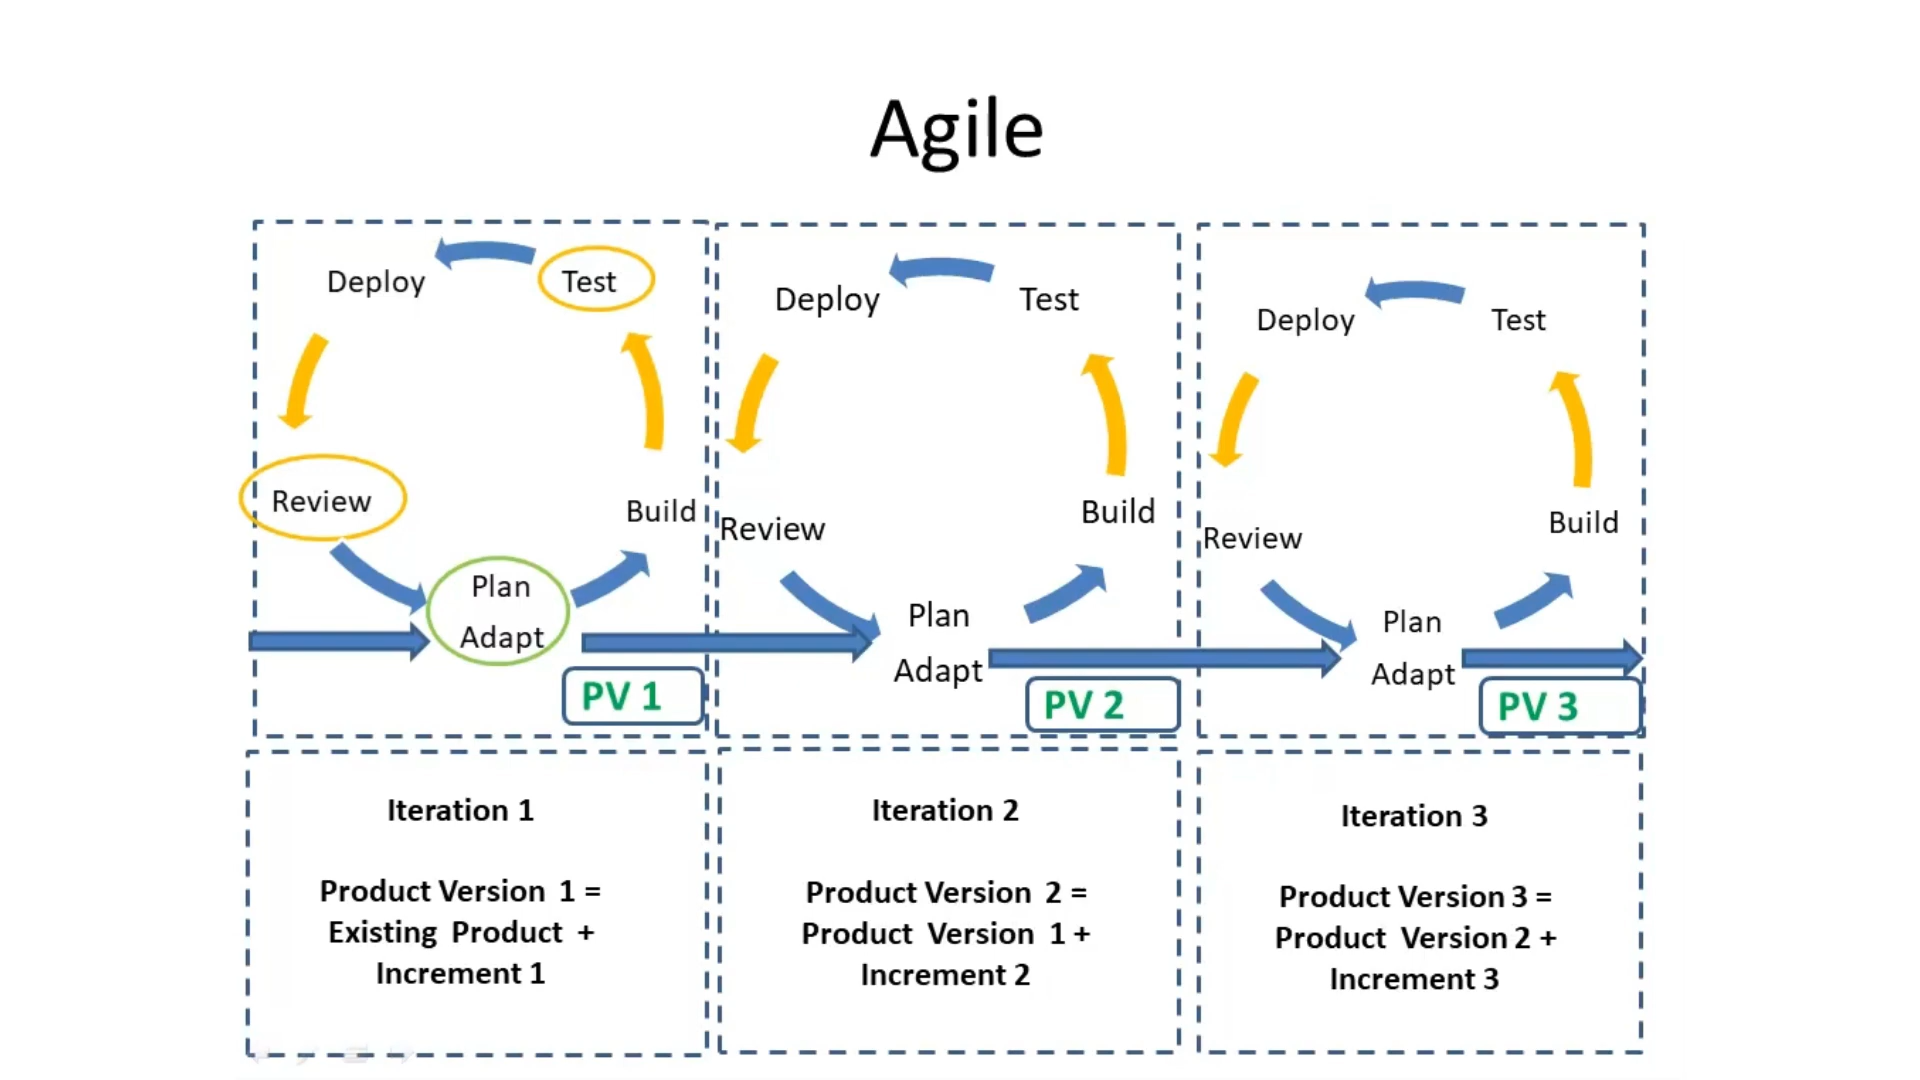 Agile
Deploy
Test
Review
Build
Plan
Adapt
PV 1
Deploy
Test
Review
Build
Plan
Adapt
PV 2
Deploy
Test
Review
Build
Plan
Adapt
PV 3
Iteration 1
Product Version 1 =
Existing Product +
Increment 1
Iteration 2
Product Version 2 =
Product Version 1 +
Increment 2
Iteration 3
Product Version 3 =
Product Version 2 +
Increment 3